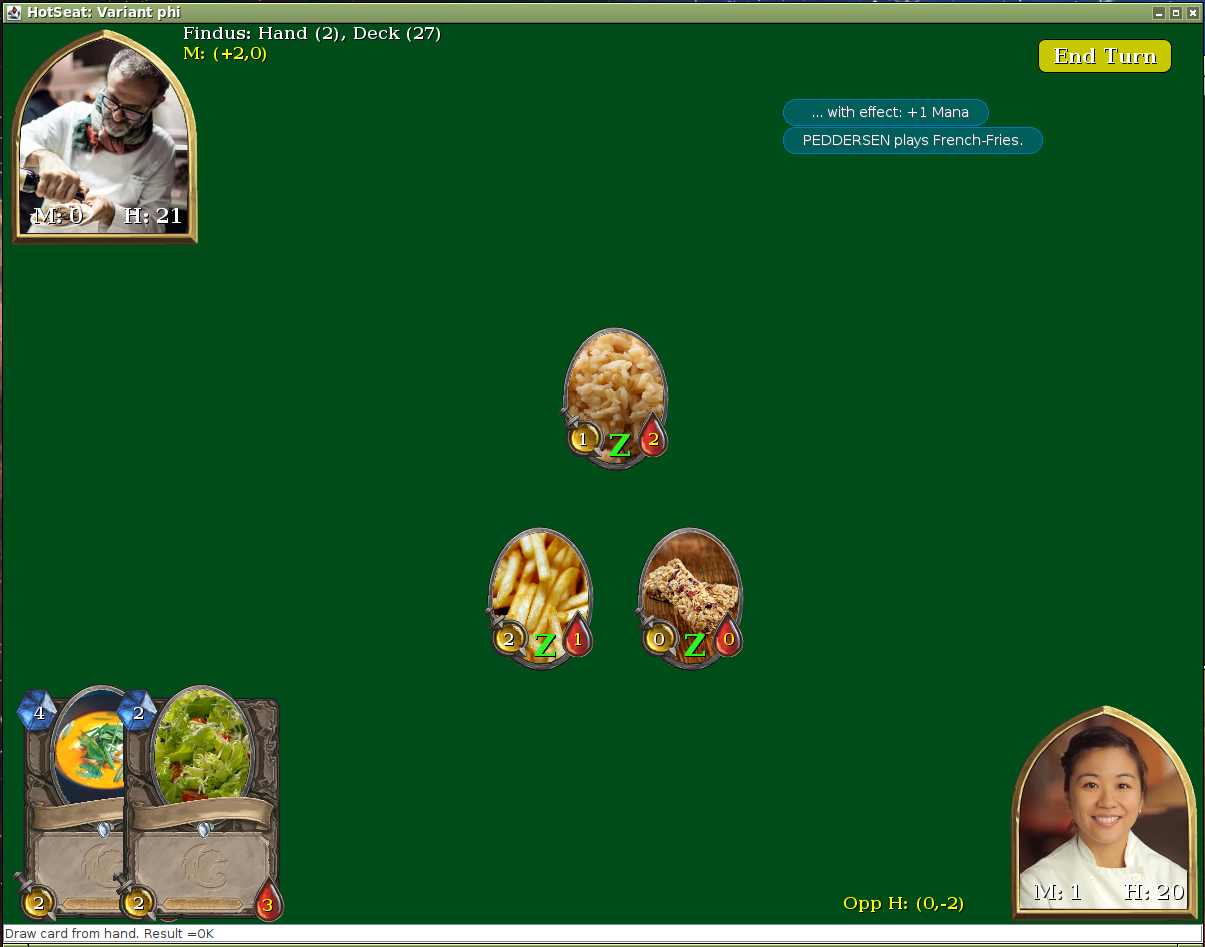 HotSeat: Variant phi
Findus: Hand (2), Deck (27)
M: (+2,0)
End Turn
... with effect: +1 Mana
PEDDERSEN plays French-Fries.
M: 0 H: 21
1 Z 2
2 Z 1
0 Z 0
4
2
2
2
3
M: 1 H: 20
Opp H: (0,-2)
Draw card from hand. Result =OK